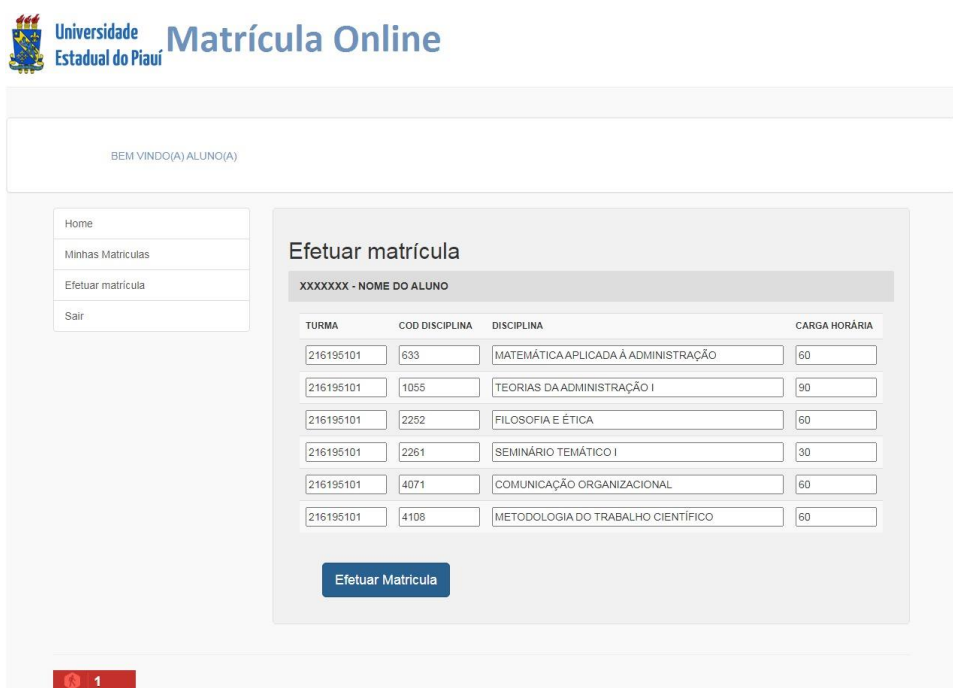 Universidade
Estadual do Piauí
Matrícula Online
BEM VINDO(A) ALUNO(A)
Home
Minhas Matriculas
Efetuar matrícula
Sair
Efetuar matrícula
XXXXXXX - NOME DO ALUNO
TURMA COD DISCIPLINA DISCIPLINA CARGA HORÁRIA
216195101 633 MATEMÁTICA APLICADA À ADMINISTRAÇÃO 60
216195101 1055 TEORIAS DA ADMINISTRAÇÃO I 90
216195101 2252 FILOSOFIA E ÉTICA 60
216195101 2261 SEMINÁRIO TEMÁTICO I 30
216195101 4071 COMUNICAÇÃO ORGANIZACIONAL 60
216195101 4108 METODOLOGIA DO TRABALHO CIENTÍFICO 60
Efetuar Matricula
1